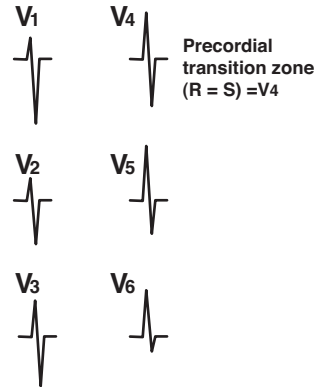 V1
V4
Precordial
transition zone
(R = S) =V4
V2
V5
V3
V6